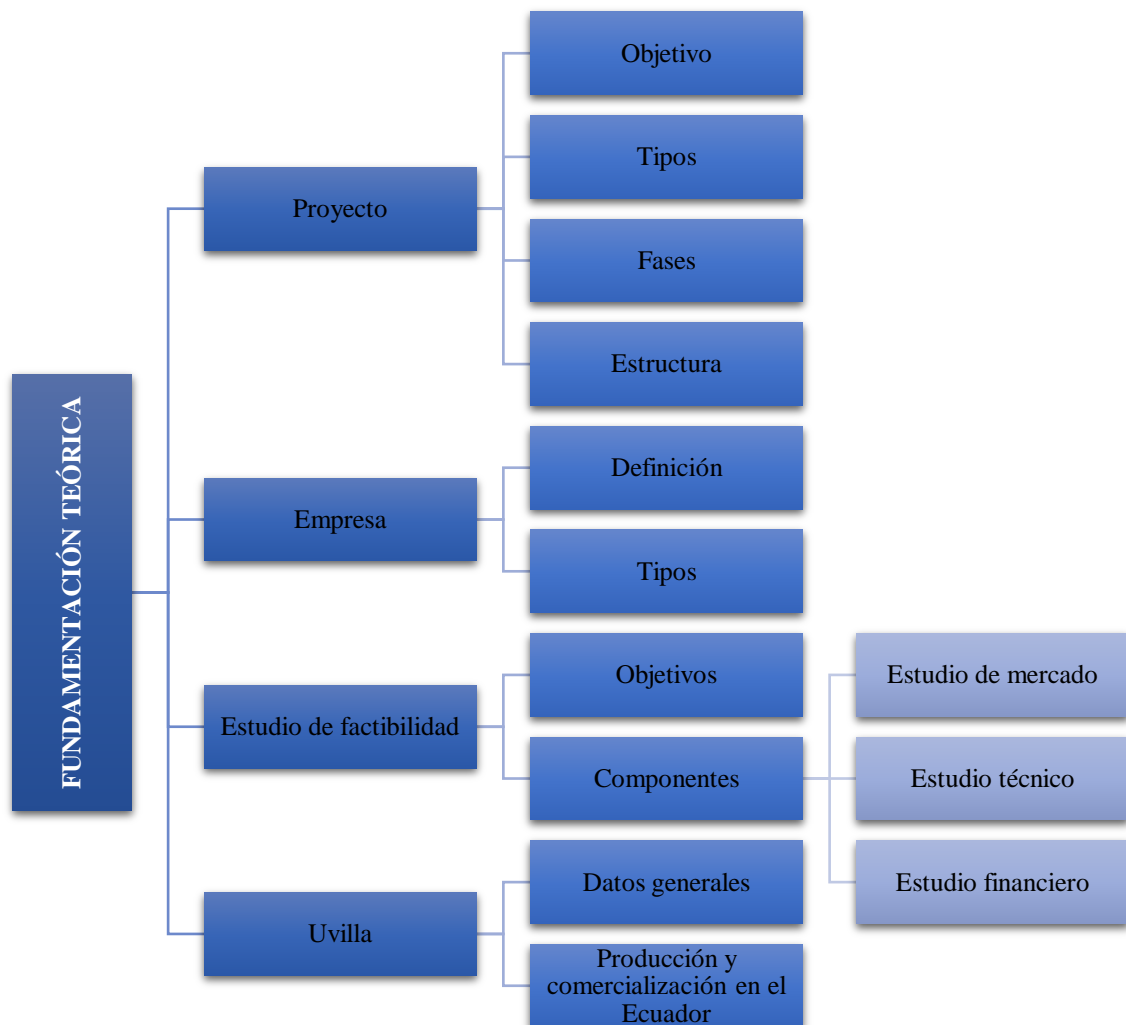 FUNDAMENTACIÓN TEÓRICA
Proyecto
Objetivo
Tipos
Fases
Estructura
Empresa
Definición
Tipos
Estudio de factibilidad
Objetivos
Componentes
Estudio de mercado
Estudio técnico
Estudio financiero
Uvilla
Datos generales
Producción y
comercialización en el
Ecuador